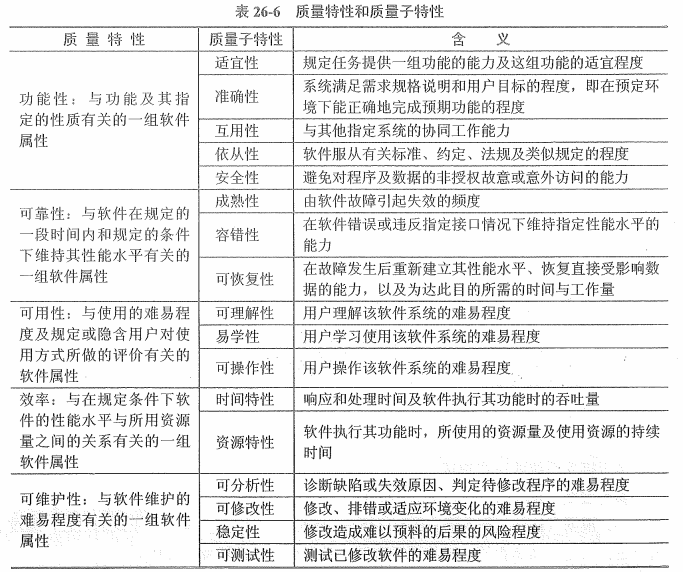 表 26-6 质量特性和质量子特性
质量特性 质量子特性 含义
功能性：与功能及其指
定的性质有关的一组软件
属性
适宜性 规定任务提供一组功能的能力及这组功能的适宜程度
准确性 系统满足需求规格说明和用户目标的程度，即在预定环
境下能正确地完成预期功能的程度
互用性 与其他指定系统的协同工作能力
依从性 软件服从有关标准、约定、法规及类似规定的程度
安全性 避免对程序及数据的非授权故意或意外访问的能力
可靠性：与软件在规定的
一段时间内和规定的条件
下维持其性能水平有关的
一组软件属性
成熟性 由软件故障引起失效的频度
容错性 在软件错误或违反指定接口情况下维持指定性能水平的
能力
可恢复性 在故障发生后重新建立其性能水平、恢复直接受影响数
据的能力，以及为达此目的所需的时间与工作量
可用性：与使用的难易程
度及规定或隐含用户对使
用方式所做的评价有关的
软件属性
可理解性 用户理解该软件系统的难易程度
易学性 用户学习使用该软件系统的难易程度
可操作性 用户操作该软件系统的难易程度
效率：与在规定条件下软
件的性能水平与所用资源
量之间的关系有关的一组
软件属性
时间特性 响应和处理时间及软件执行其功能时的吞吐量
资源特性 软件执行其功能时，所使用的资源量及使用资源的持续
时间
可维护性：与软件维护的
难易程度有关的一组软件
属性
可分析性 诊断缺陷或失效原因、判定待修改程序的难易程度
可修改性 修改、排错或适应环境变化的难易程度
稳定性 修改造成难以预料的后果的风险程度
可测试性 测试已修改软件的难易程度